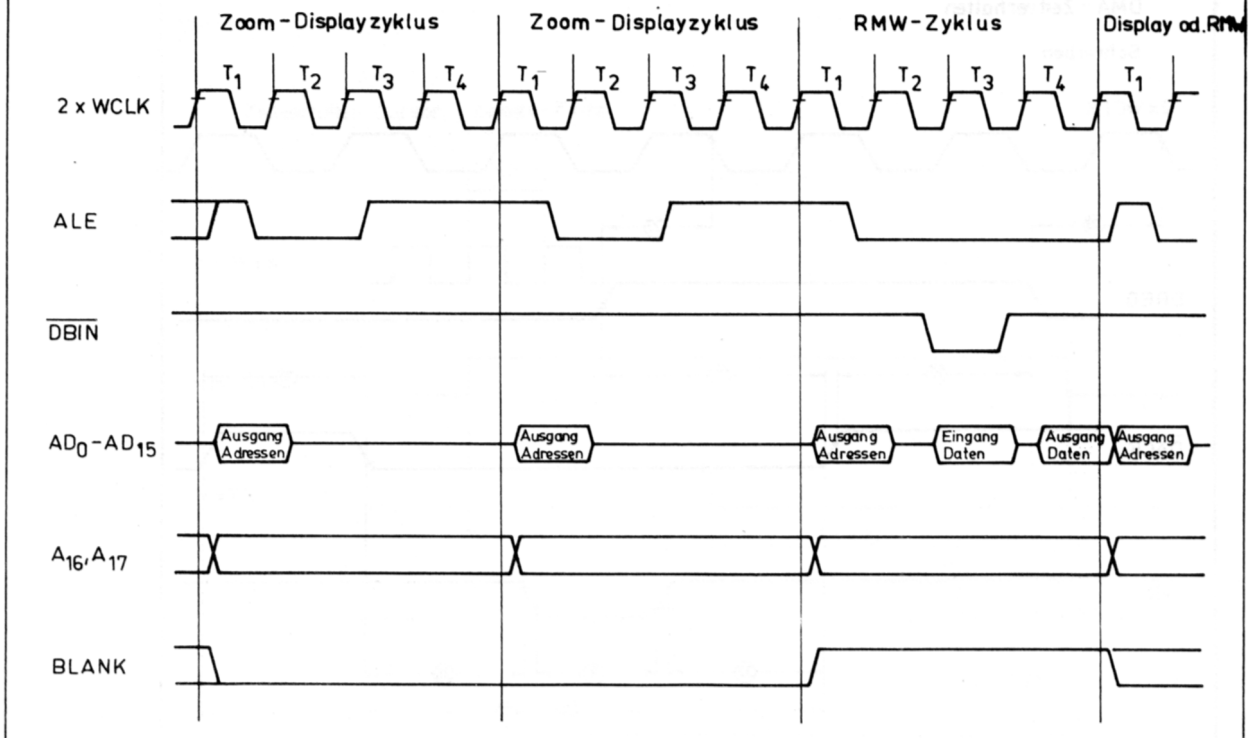 Zoom-Displayzyklus Zoom-Displayzyklus RMW-Zyklus Display od. RMW
T1 T2 T3 T4 T1 T2 T3 T4 T1 T2 T3 T4 T1
2 x WCLK
ALE
DBIN
AD0-AD15
Ausgang Adressen
Ausgang Adressen
Ausgang Adressen
Eingang Daten
Ausgang Daten
Ausgang Adressen
A16,A17
BLANK